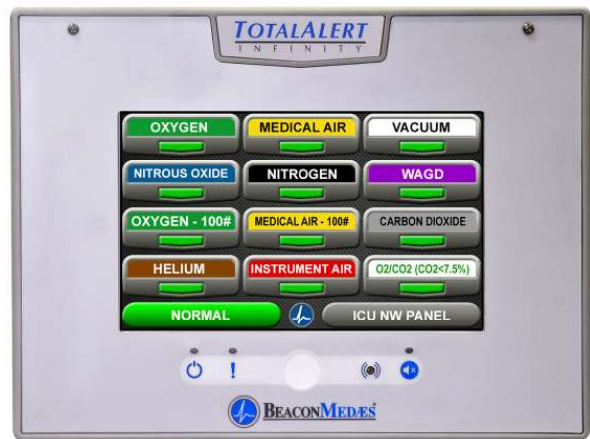 TOTALALERT
INFINITY
OXYGEN MEDICAL AIR VACUUM
NITROUS OXIDE NITROGEN WAGD
OXYGEN - 100# MEDICAL AIR - 100# CARBON DIOXIDE
HELIUM INSTRUMENT AIR O2/CO2 (CO2<7.5%)
NORMAL ICU NW PANEL
!
BEACONMEDÆS